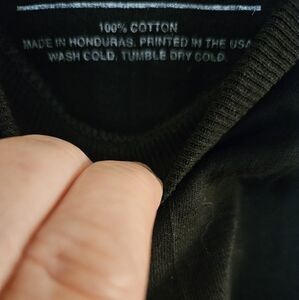 100% COTTON
MADE IN HONDURAS. PRINTED IN THE USA
WASH COLD. TUMBLE DRY COLD.